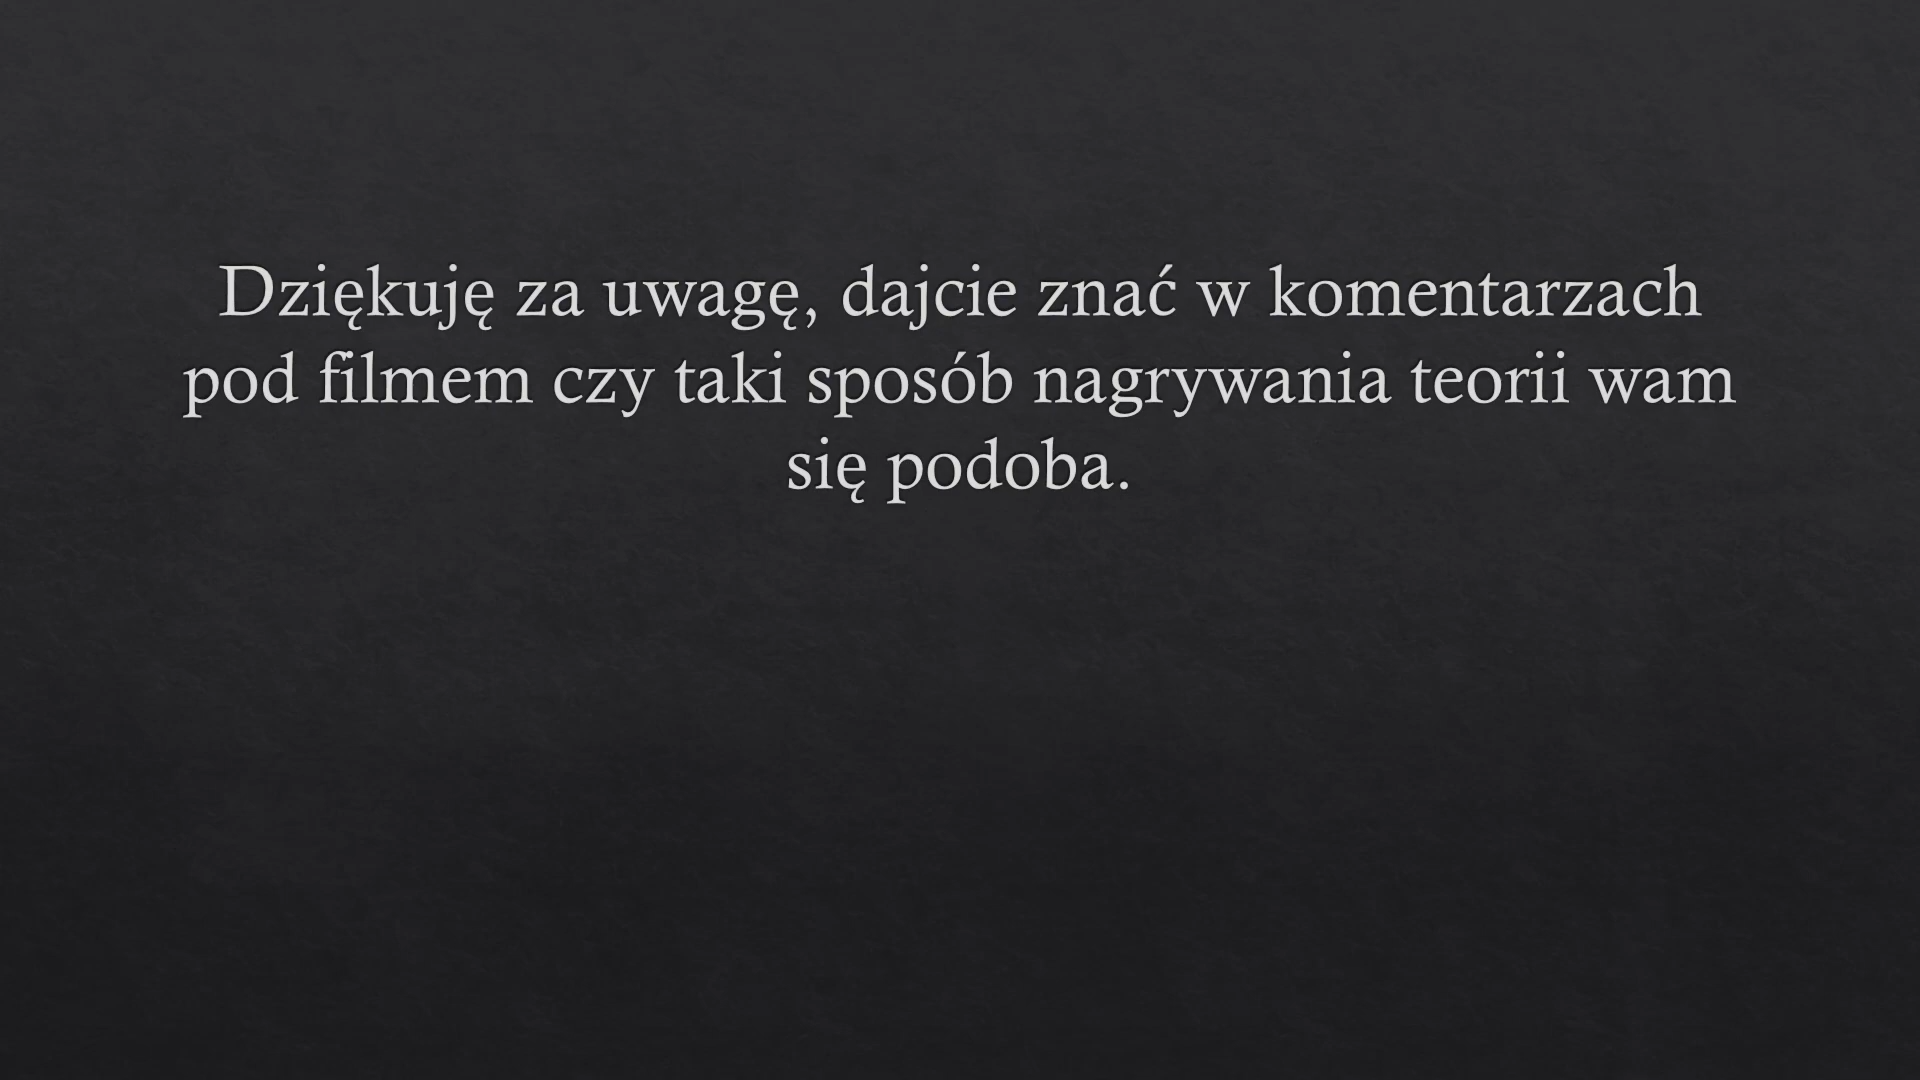 Dziękuję za uwagę, dajcie znać w komentarzach
pod filmem czy taki sposób nagrywania teorii wam
się podoba.